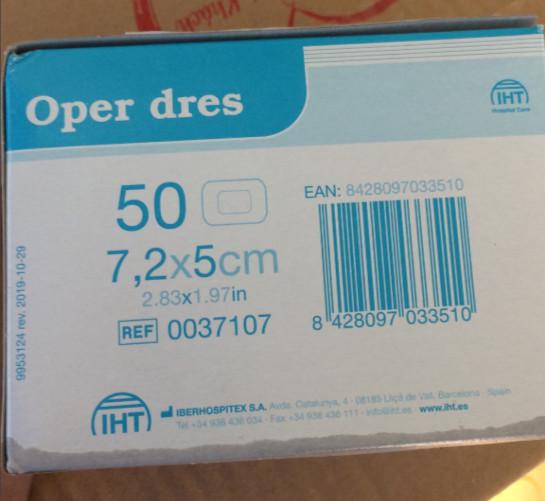 Khách
Oper dres
IHT
Hospital Care
50
EAN: 8428097033510
7,2x5cm
2.83x1.97in
REF 0037107
8 428097 033510
9953124 rev. 2019-10-29
IHT
IBERHOSPITEX S.A. Avda. Catalunya, 4 - 08185 Lliçà de Vall, Barcelona - Spain
Tel +34 938 436 034 - Fax +34 938 436 111 - info@iht.es - www.iht.es